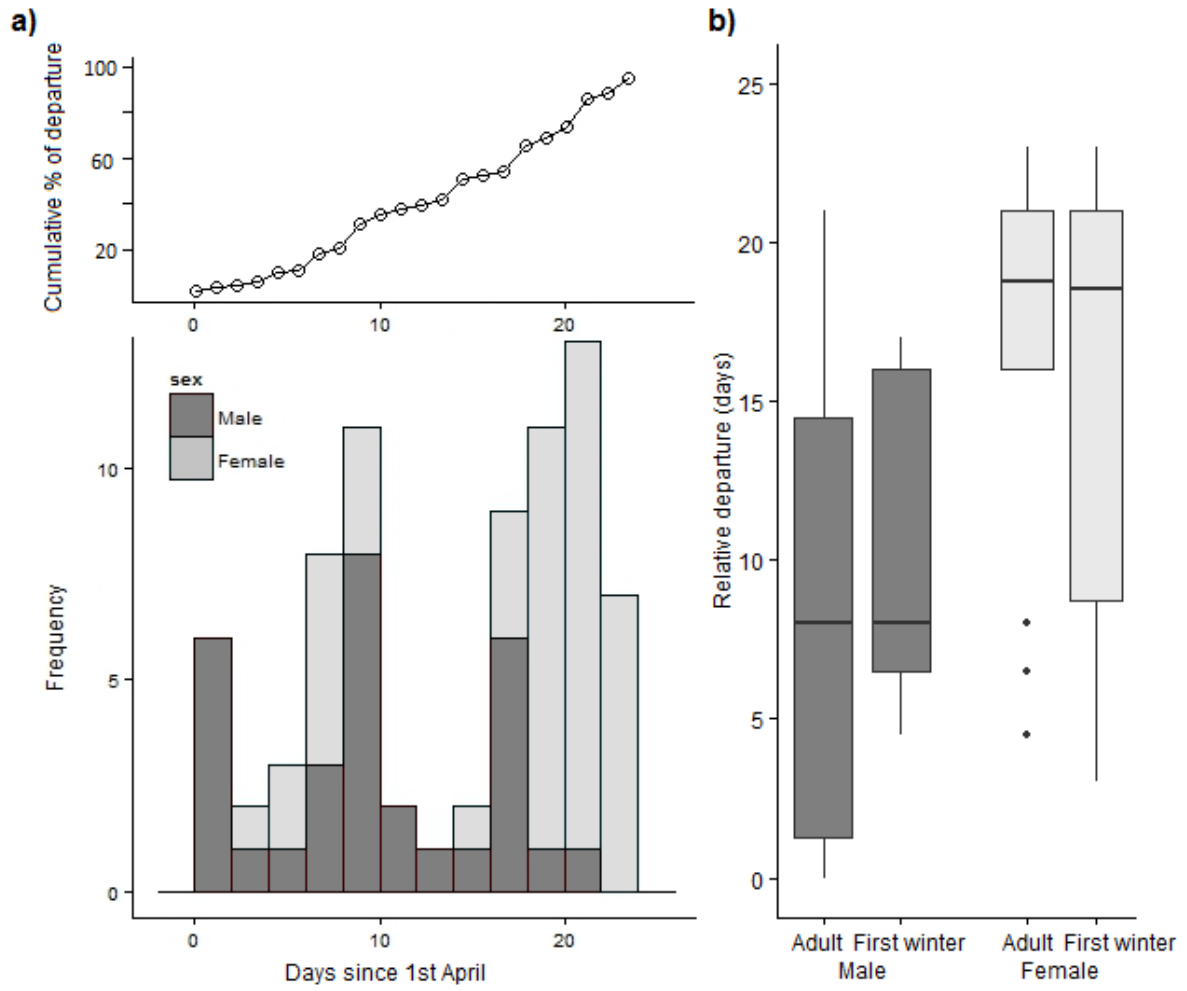 a)
Cumulative % of departure
100
60
20
0 10 20
sex
Male
Female
Frequency
10
5
0
0 10 20
Days since 1st April
b)
Relative departure (days)
25
20
15
10
5
0
Adult First winter Adult First winter
Male Female